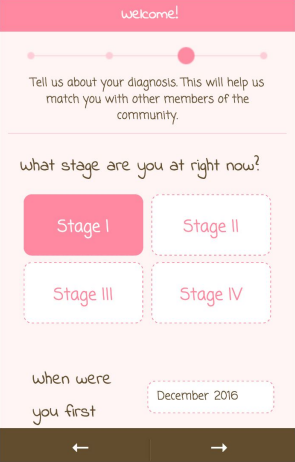 Welcome!
Tell us about your diagnosis. This will help us
match you with other members of the
community.
What stage are you at right now?
Stage I
Stage II
Stage III
Stage IV
When were
you first
December 2016